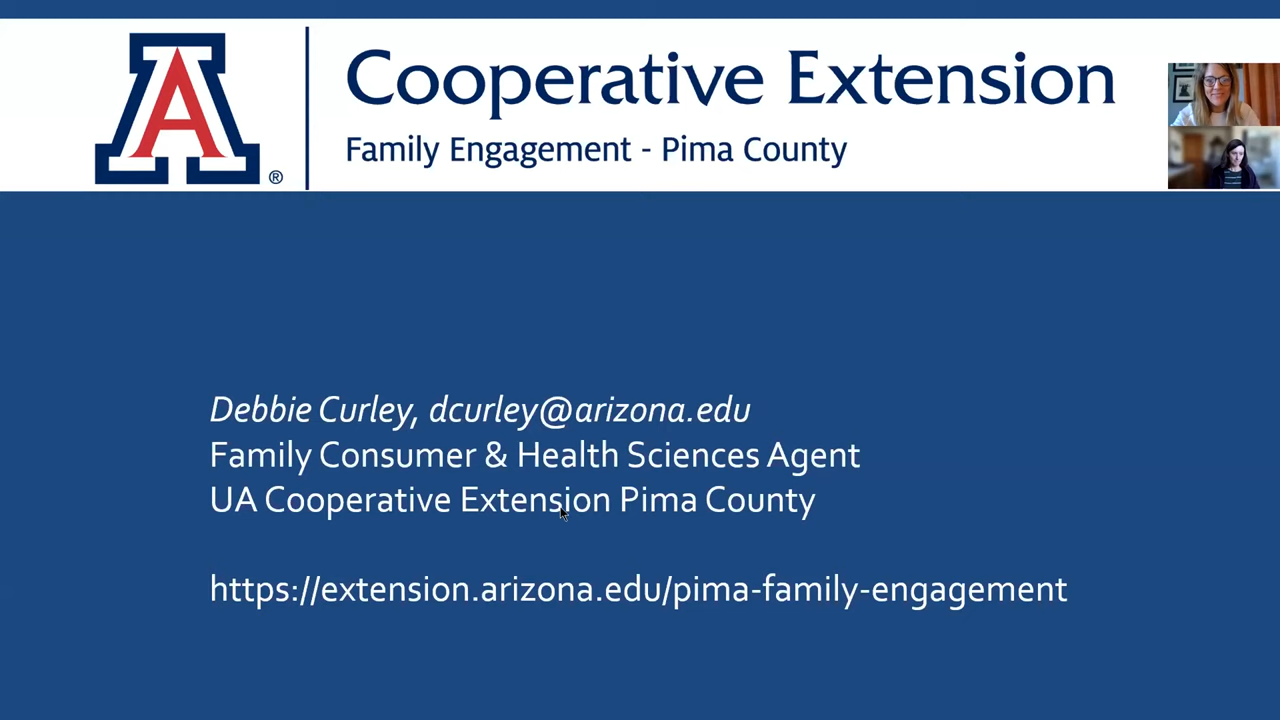 A
®
Cooperative Extension
Family Engagement - Pima County
Debbie Curley, dcurley@arizona.edu
Family Consumer & Health Sciences Agent
UA Cooperative Extension Pima County
https://extension.arizona.edu/pima-family-engagement